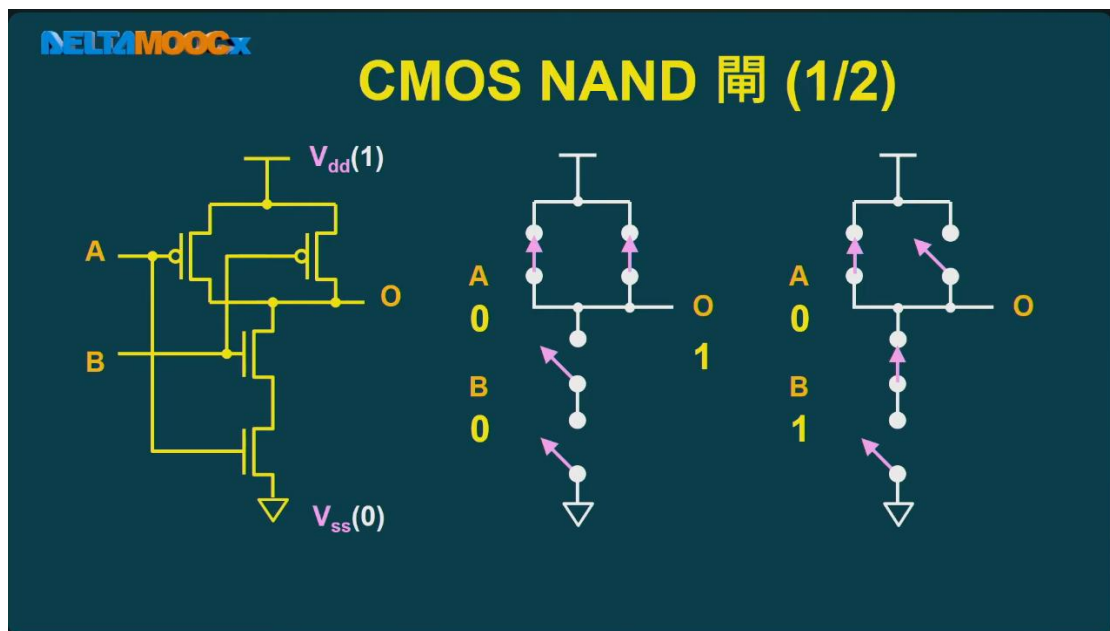 DELTAMOOCx
CMOS NAND 閘 (1/2)
Vdd(1)
A
B
O
Vss(0)
A
0
B
0
O
1
A
0
B
1
O